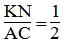 KN/AC = 1/2